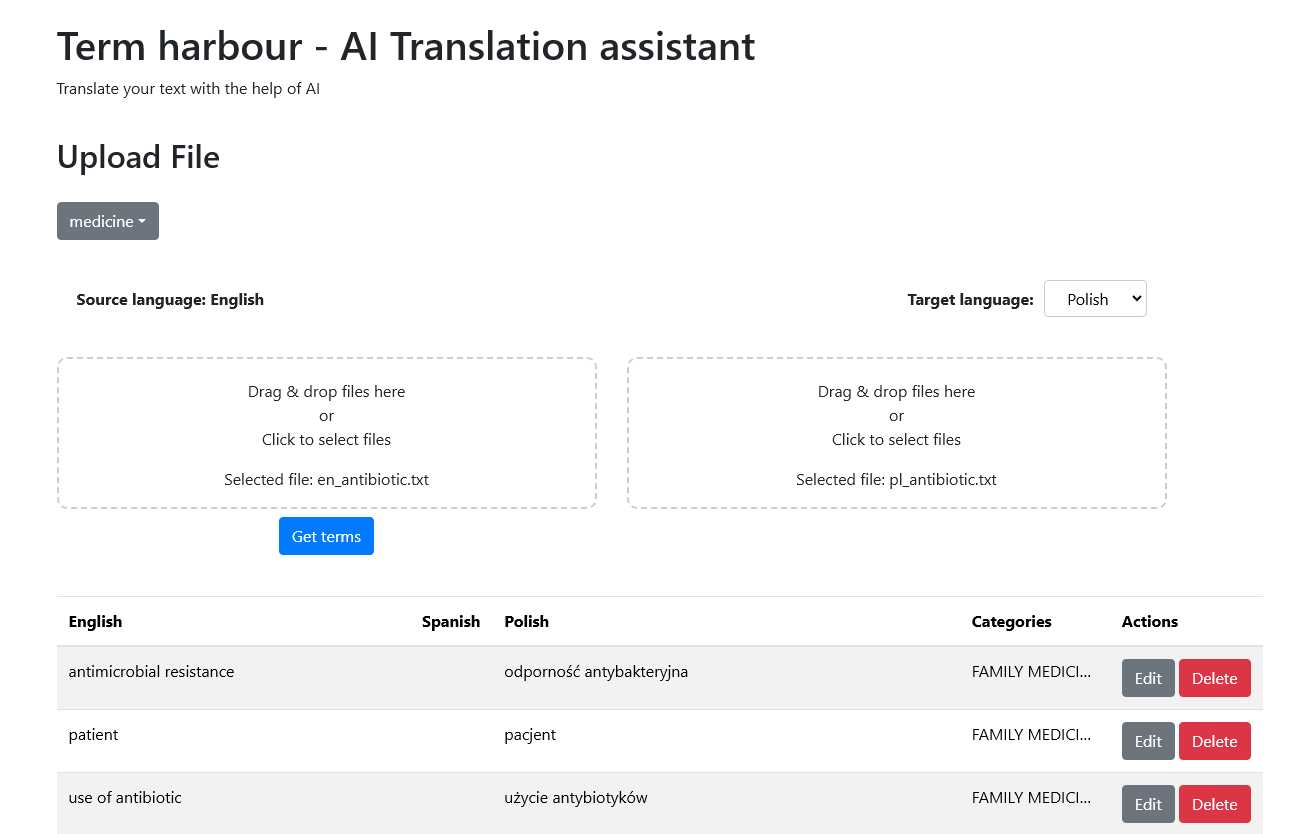 Term harbour - AI Translation assistant
Translate your text with the help of AI
Upload File
medicine
Source language: English
Target language: Polish
Drag & drop files here
or
Click to select files
Selected file: en_antibiotic.txt
Drag & drop files here
or
Click to select files
Selected file: pl_antibiotic.txt
Get terms
English Spanish Polish Categories Actions
antimicrobial resistance odporność antybakteryjna FAMILY MEDICI... Edit Delete
patient pacjent FAMILY MEDICI... Edit Delete
use of antibiotic użycie antybiotyków FAMILY MEDICI... Edit Delete